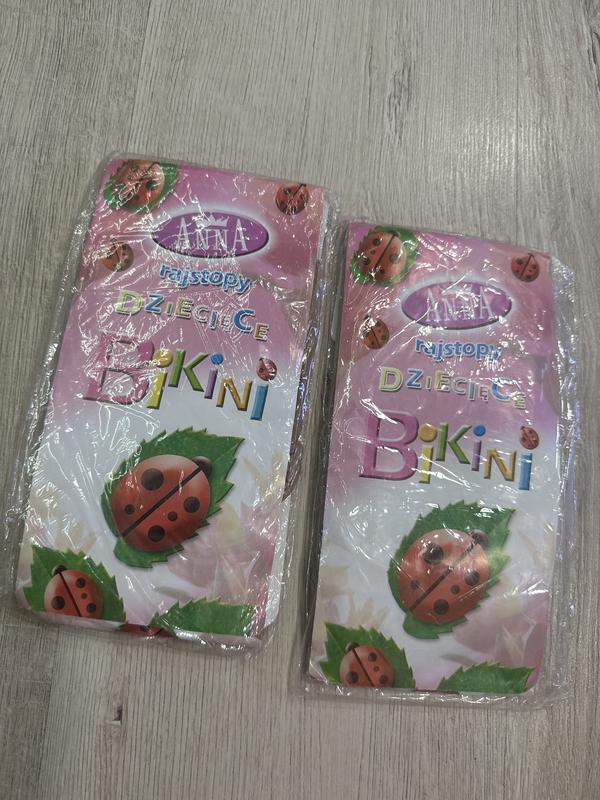 ANNA
rajstopy
DZIECIĘCE
BiKiNi
ANNA
rajstopy
DZIECIĘCE
BiKiNi